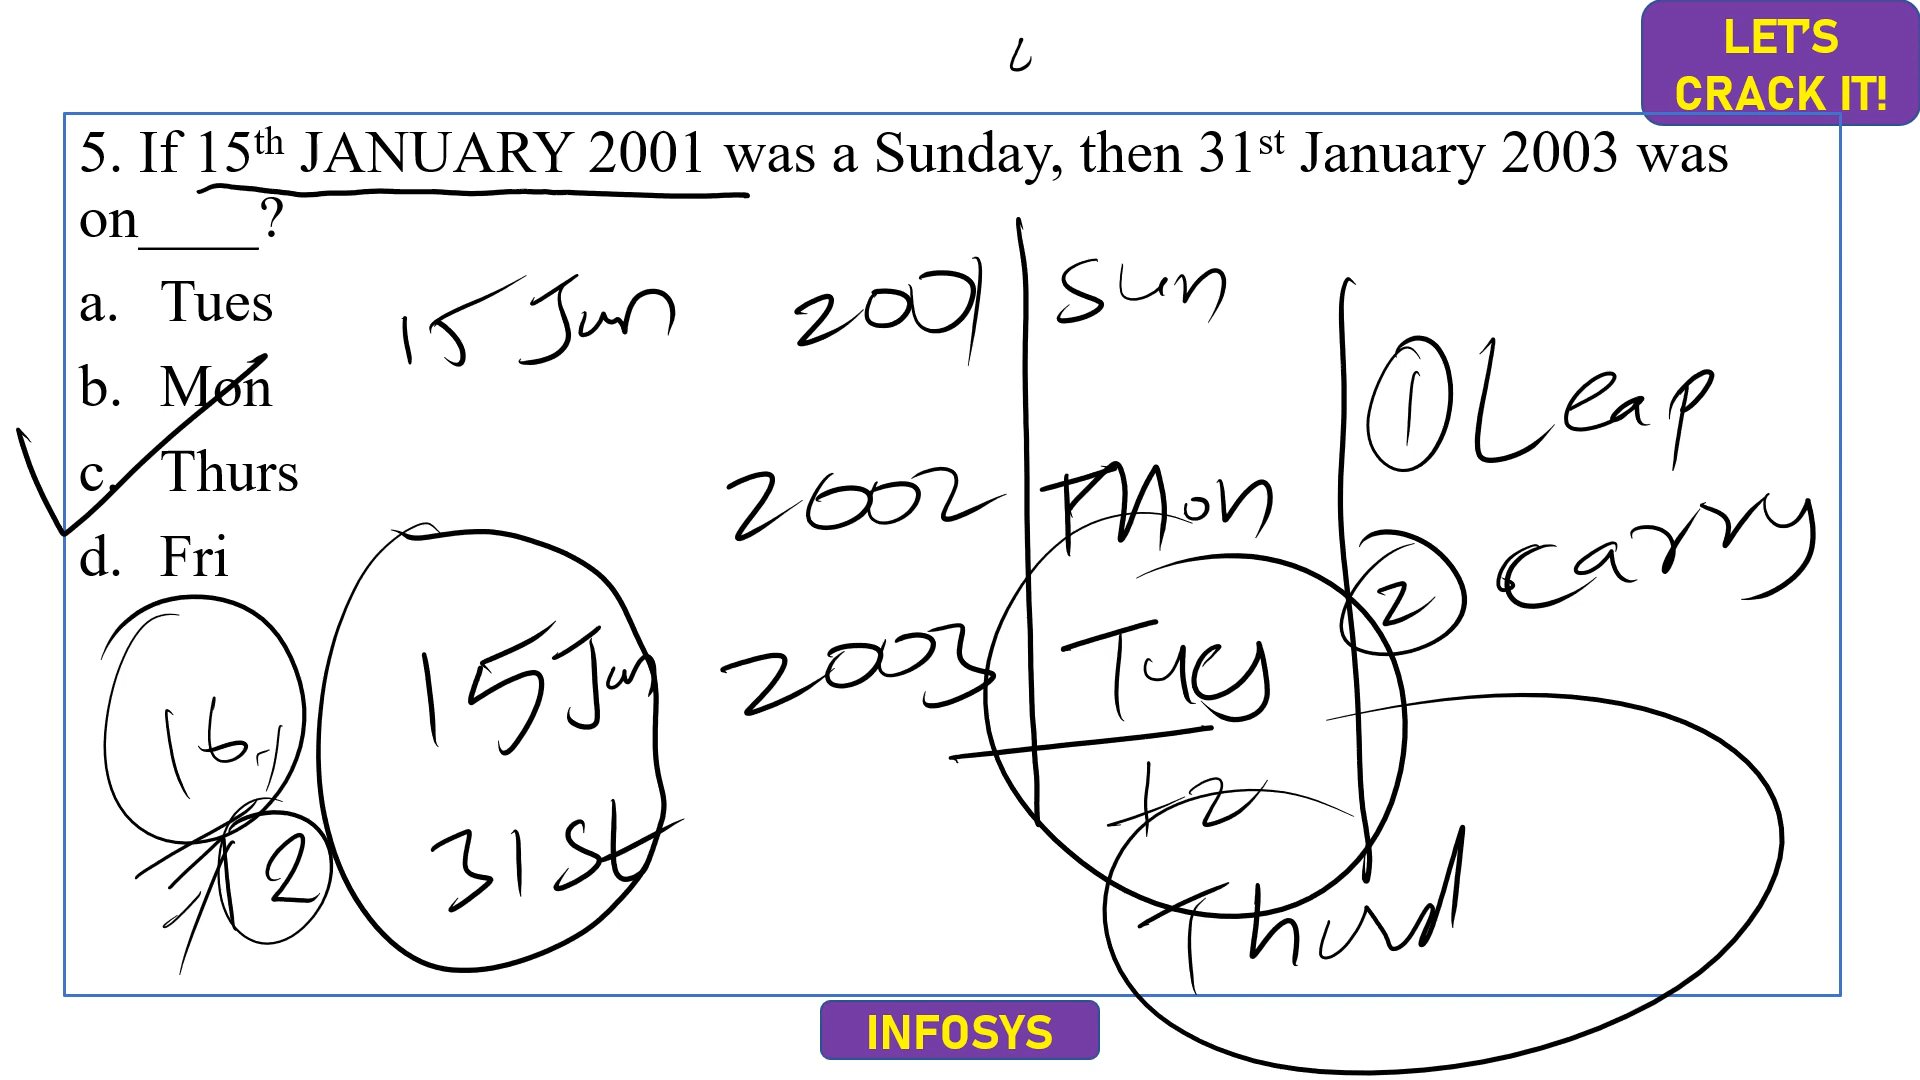 LET'S
CRACK IT!
5. If 15th JANUARY 2001 was a Sunday, then 31st January 2003 was
on____?
a. Tues
b. Mon
c. Thurs
d. Fri
15 Jan 2001 Sun
1 Leap
2002 Mon
2 Carry
15 Jan 2003 Tues
16
+2
2
31st
Thurd
INFOSYS